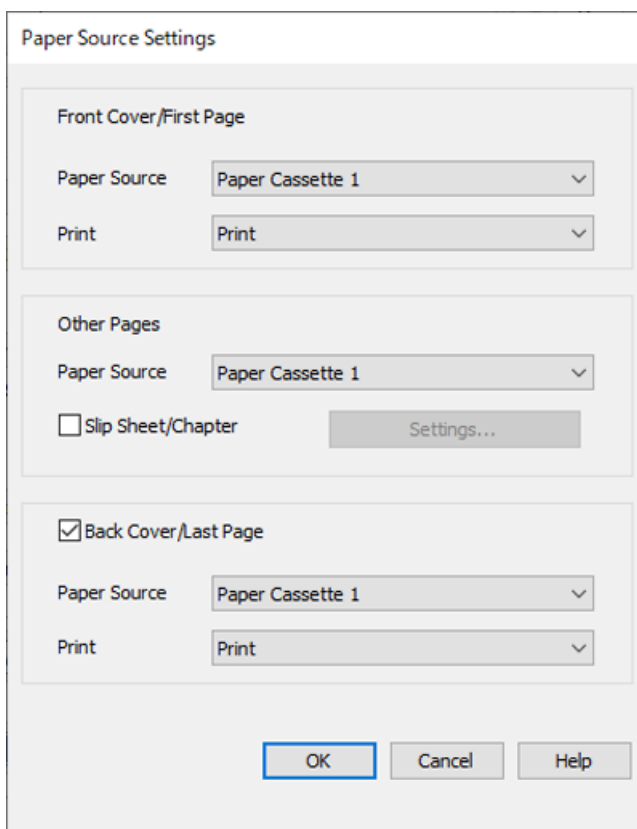 Paper Source Settings
Front Cover/First Page
Paper Source Paper Cassette 1
Print Print
Other Pages
Paper Source Paper Cassette 1
Slip Sheet/Chapter Settings...
Back Cover/Last Page
Paper Source Paper Cassette 1
Print Print
OK Cancel Help